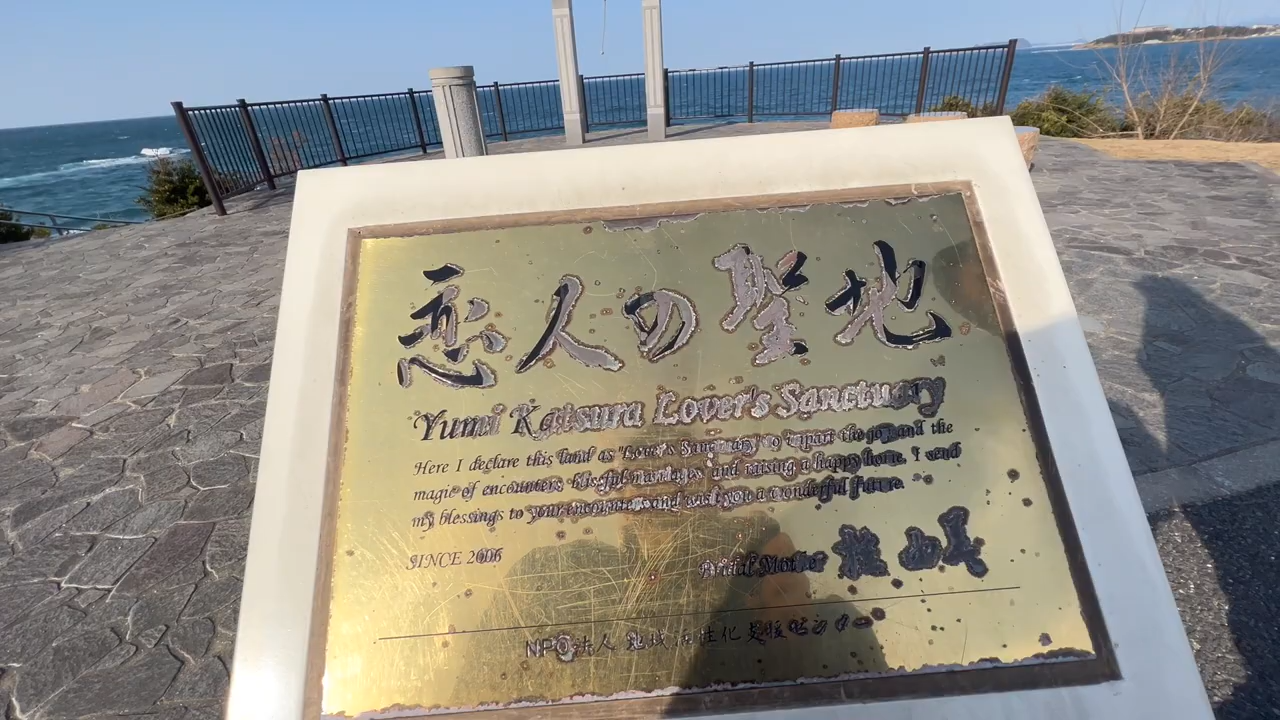 恋人の聖地
Yumi Katsura Lover's Sanctuary
Here I declare this land as "Lover's Sanctuary" to impart the joy and the
magic of encounters, blissful marriages, and raising a happy home. I send
my blessings to your encounters and wish you a wonderful future.
SINCE 2006
Bridal Mother 桂 由美
NPO法人 地域活性化支援センター